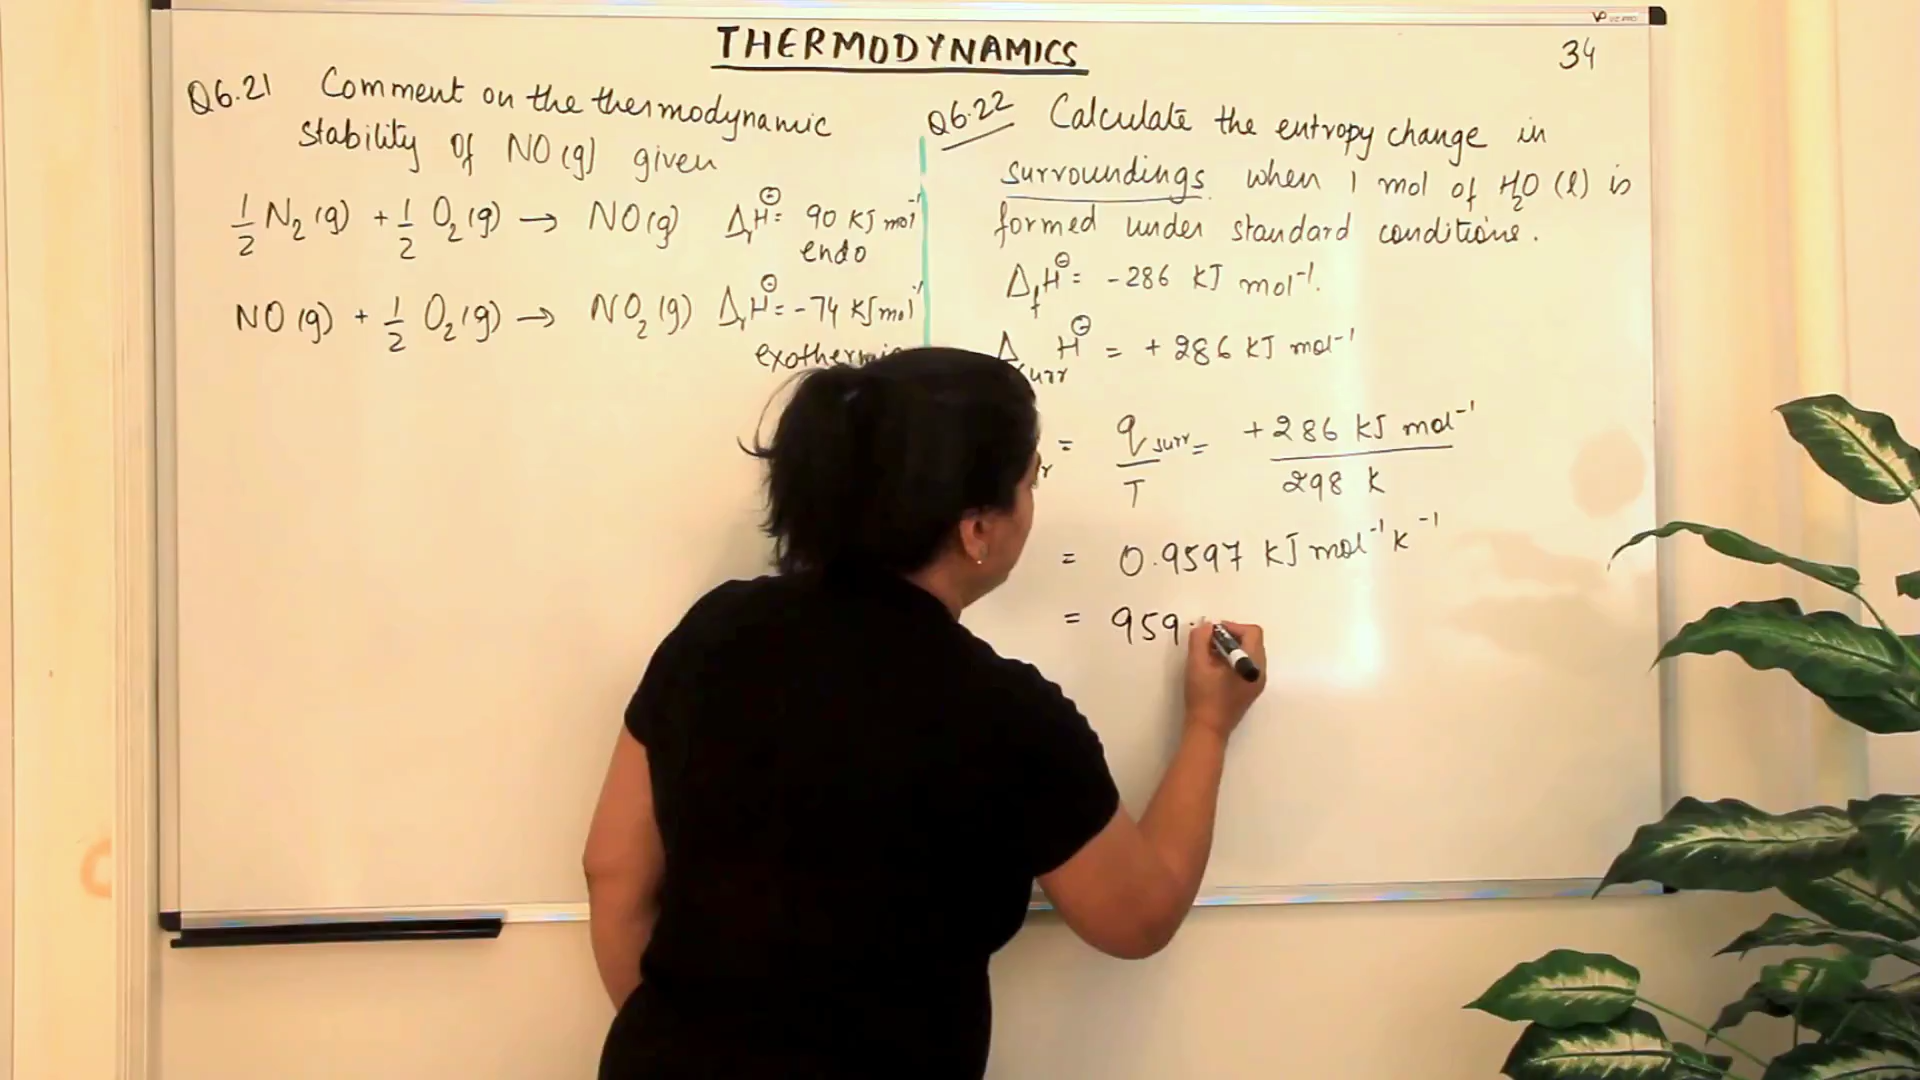 THERMODYNAMICS
34
Q6.21 Comment on the thermodynamic
stability of NO(g) given
1/2 N₂(g) + 1/2 O₂(g) → NO(g) ΔᵣH⊖ = 90 KJ mol⁻¹
endo
NO(g) + 1/2 O₂(g) → NO₂(g) ΔᵣH⊖ = -74 KJ mol⁻¹
Q6.22 Calculate the entropy change in
surroundings when 1 mol of H₂O (l) is
formed under standard conditions.
Δ_fH⊖ = -286 KJ mol⁻¹.
Δ_surr H⊖ = + 286 KJ mol⁻¹
= q_surr / T = +286 KJ mol⁻¹ / 298 K
= 0.9597 KJ mol⁻¹ K⁻¹
= 959.